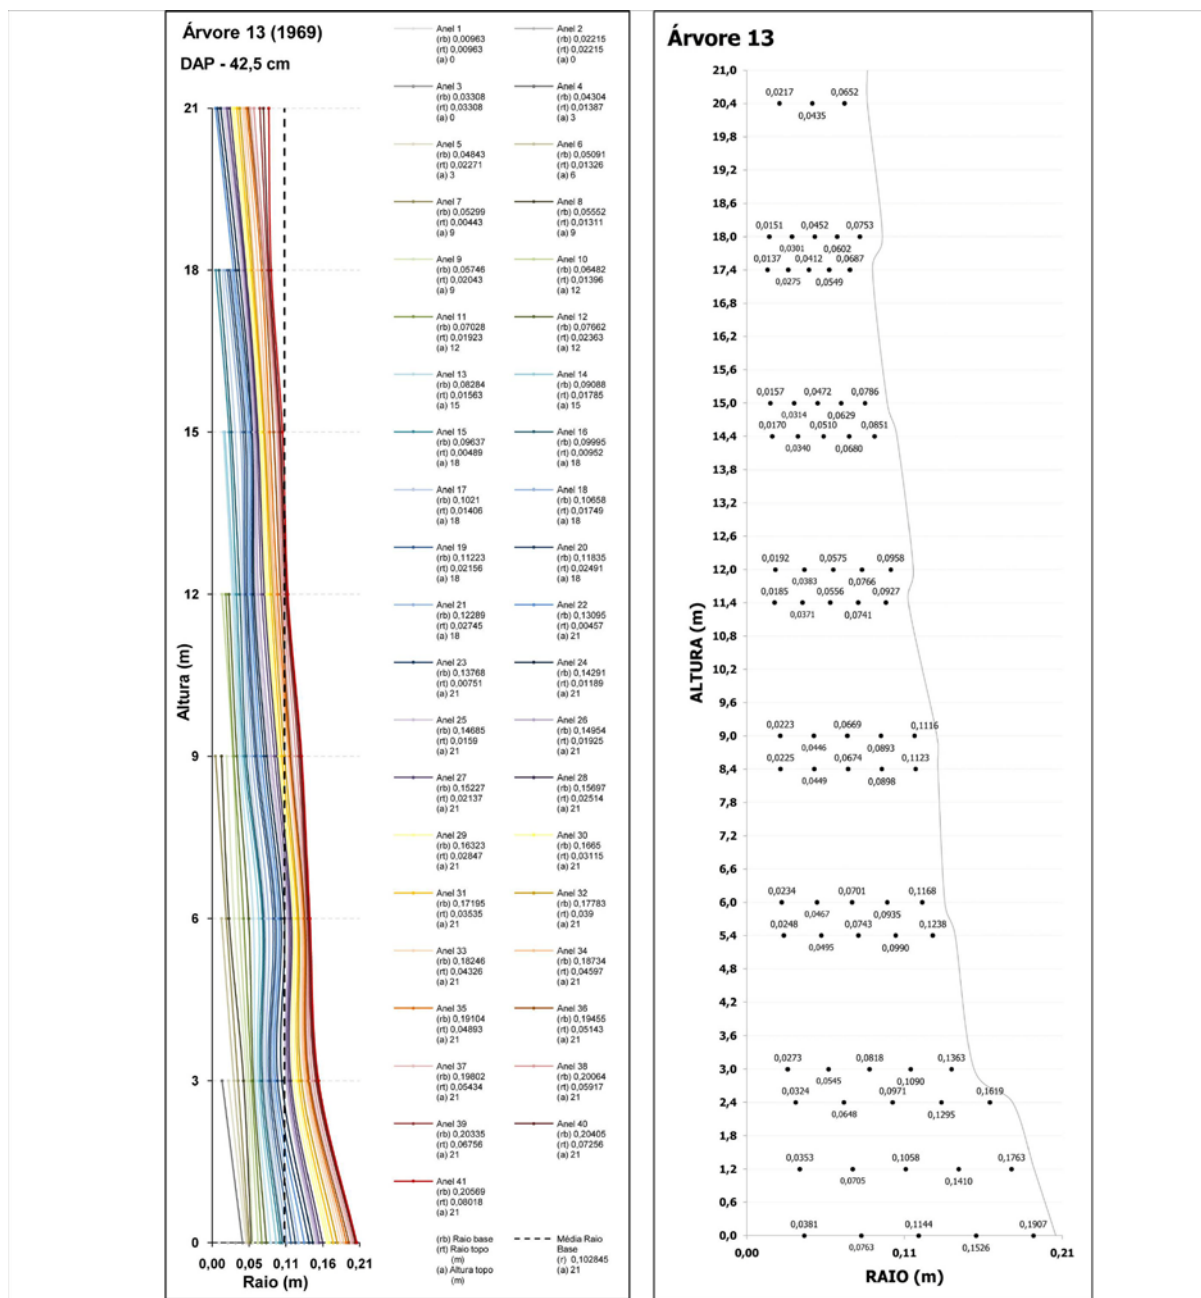 Árvore 13 (1969)
DAP - 42,5 cm
21
18
15
12
9
6
3
0
Altura (m)
0,00 0,05 0,11 0,16 0,21
Raio (m)
Anel 1
(rb) 0,00963
(rt) 0,00963
(a) 0
Anel 2
(rb) 0,02215
(rt) 0,02215
(a) 0
Anel 3
(rb) 0,03308
(rt) 0,03308
(a) 0
Anel 4
(rb) 0,04304
(rt) 0,01387
(a) 3
Anel 5
(rb) 0,04843
(rt) 0,02271
(a) 3
Anel 6
(rb) 0,05091
(rt) 0,01326
(a) 6
Anel 7
(rb) 0,05299
(rt) 0,00443
(a) 9
Anel 8
(rb) 0,05552
(rt) 0,01311
(a) 9
Anel 9
(rb) 0,05746
(rt) 0,02043
(a) 9
Anel 10
(rb) 0,06482
(rt) 0,01396
(a) 12
Anel 11
(rb) 0,07028
(rt) 0,01923
(a) 12
Anel 12
(rb) 0,07662
(rt) 0,02363
(a) 12
Anel 13
(rb) 0,08284
(rt) 0,01563
(a) 15
Anel 14
(rb) 0,09088
(rt) 0,01785
(a) 15
Anel 15
(rb) 0,09637
(rt) 0,00489
(a) 18
Anel 16
(rb) 0,09995
(rt) 0,00952
(a) 18
Anel 17
(rb) 0,1021
(rt) 0,01406
(a) 18
Anel 18
(rb) 0,10658
(rt) 0,01749
(a) 18
Anel 19
(rb) 0,11223
(rt) 0,02156
(a) 18
Anel 20
(rb) 0,11835
(rt) 0,02491
(a) 18
Anel 21
(rb) 0,12289
(rt) 0,02745
(a) 18
Anel 22
(rb) 0,13095
(rt) 0,00457
(a) 21
Anel 23
(rb) 0,13768
(rt) 0,00751
(a) 21
Anel 24
(rb) 0,14291
(rt) 0,01189
(a) 21
Anel 25
(rb) 0,14685
(rt) 0,0159
(a) 21
Anel 26
(rb) 0,14954
(rt) 0,01925
(a) 21
Anel 27
(rb) 0,15227
(rt) 0,02137
(a) 21
Anel 28
(rb) 0,15697
(rt) 0,02514
(a) 21
Anel 29
(rb) 0,16323
(rt) 0,02847
(a) 21
Anel 30
(rb) 0,1665
(rt) 0,03115
(a) 21
Anel 31
(rb) 0,17195
(rt) 0,03535
(a) 21
Anel 32
(rb) 0,17783
(rt) 0,039
(a) 21
Anel 33
(rb) 0,18246
(rt) 0,04326
(a) 21
Anel 34
(rb) 0,18734
(rt) 0,04597
(a) 21
Anel 35
(rb) 0,19104
(rt) 0,04893
(a) 21
Anel 36
(rb) 0,19455
(rt) 0,05143
(a) 21
Anel 37
(rb) 0,19802
(rt) 0,05434
(a) 21
Anel 38
(rb) 0,20064
(rt) 0,05917
(a) 21
Anel 39
(rb) 0,20335
(rt) 0,06756
(a) 21
Anel 40
(rb) 0,20405
(rt) 0,07256
(a) 21
Anel 41
(rb) 0,20569
(rt) 0,08018
(a) 21
(rb) Raio base
(rt) Raio topo
(m)
(a) Altura topo
(m)
Média Raio
Base
(r) 0,102845
(a) 21
Árvore 13
21,0
20,4
19,8
19,2
18,6
18,0
17,4
16,8
16,2
15,6
15,0
14,4
13,8
13,2
12,6
12,0
11,4
10,8
10,2
9,6
9,0
8,4
7,8
7,2
6,6
6,0
5,4
4,8
4,2
3,6
3,0
2,4
1,8
1,2
0,6
0,0
ALTURA (m)
0,0217 0,0652
0,0435
0,0151 0,0452 0,0753
0,0301 0,0602
0,0137 0,0412 0,0687
0,0275 0,0549
0,0157 0,0472 0,0786
0,0314 0,0629
0,0170 0,0510 0,0851
0,0340 0,0680
0,0192 0,0575 0,0958
0,0383 0,0766
0,0185 0,0556 0,0927
0,0371 0,0741
0,0223 0,0669 0,1116
0,0446 0,0893
0,0225 0,0674 0,1123
0,0449 0,0898
0,0234 0,0701 0,1168
0,0467 0,0935
0,0248 0,0743 0,1238
0,0495 0,0990
0,0273 0,0818 0,1363
0,0545 0,1090
0,0324 0,0971 0,1619
0,0648 0,1295
0,0353 0,1058 0,1763
0,0705 0,1410
0,0381 0,1144 0,1907
0,0763 0,1526
0,00 0,11 0,21
RAIO (m)